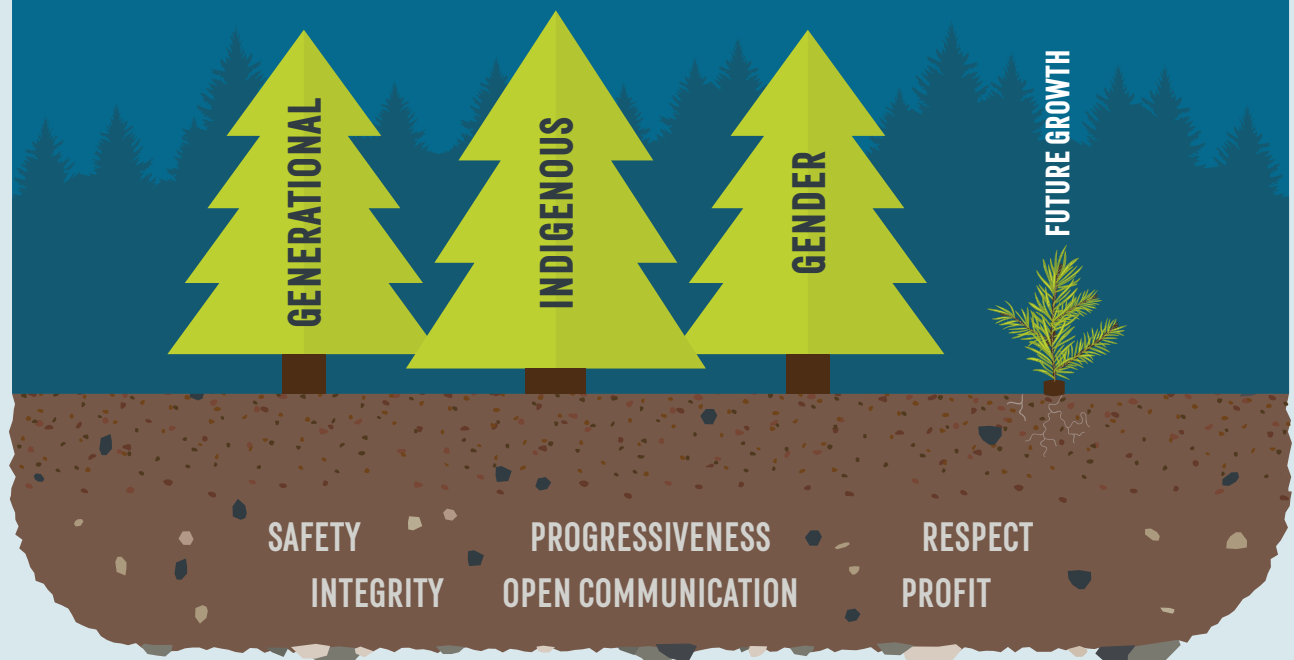 GENERATIONAL
INDIGENOUS
GENDER
FUTURE GROWTH
SAFETY
PROGRESSIVENESS
RESPECT
INTEGRITY
OPEN COMMUNICATION
PROFIT